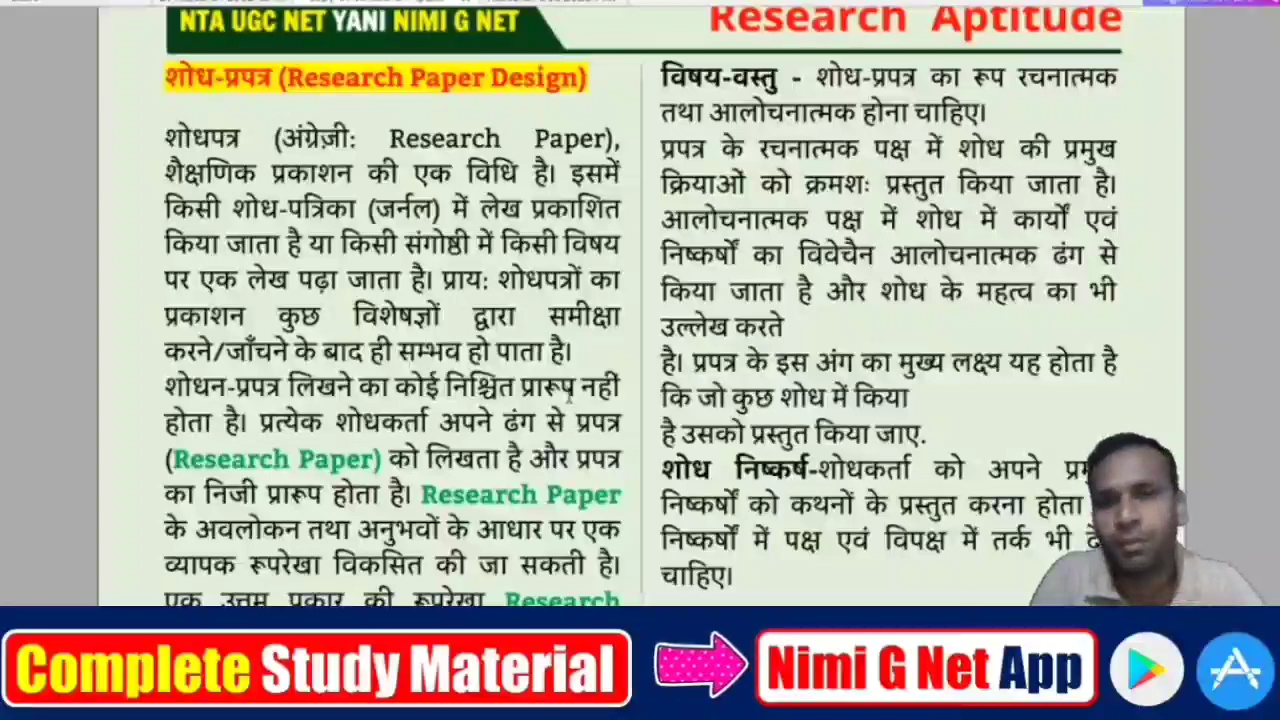 NTA UGC NET YANI NIMI G NET
Research Aptitude
शोध-प्रपत्र (Research Paper Design)
शोधपत्र (अंग्रेज़ी: Research Paper),
शैक्षणिक प्रकाशन की एक विधि है। इसमें
किसी शोध-पत्रिका (जर्नल) में लेख प्रकाशित
किया जाता है या किसी संगोष्ठी में किसी विषय
पर एक लेख पढ़ा जाता है। प्राय: शोधपत्रों का
प्रकाशन कुछ विशेषज्ञों द्वारा समीक्षा
करने/जाँचने के बाद ही सम्भव हो पाता है।
शोधन-प्रपत्र लिखने का कोई निश्चित प्रारूप नहीं
होता है। प्रत्येक शोधकर्ता अपने ढंग से प्रपत्र
(Research Paper) को लिखता है और प्रपत्र
का निजी प्रारूप होता है। Research Paper
के अवलोकन तथा अनुभवों के आधार पर एक
व्यापक रूपरेखा विकसित की जा सकती है।
एक उत्तम प्रकार की रूपरेखा Research
विषय-वस्तु - शोध-प्रपत्र का रूप रचनात्मक
तथा आलोचनात्मक होना चाहिए।
प्रपत्र के रचनात्मक पक्ष में शोध की प्रमुख
क्रियाओं को क्रमशः प्रस्तुत किया जाता है।
आलोचनात्मक पक्ष में शोध में कार्यों एवं
निष्कर्षों का विवेचैन आलोचनात्मक ढंग से
किया जाता है और शोध के महत्व का भी
उल्लेख करते
है। प्रपत्र के इस अंग का मुख्य लक्ष्य यह होता है
कि जो कुछ शोध में किया
है उसको प्रस्तुत किया जाए.
शोध निष्कर्ष-शोधकर्ता को अपने
निष्कर्षों को कथनों के प्रस्तुत करना होता
निष्कर्षों में पक्ष एवं विपक्ष में तर्क भी
चाहिए।
Complete Study Material
Nimi G Net App